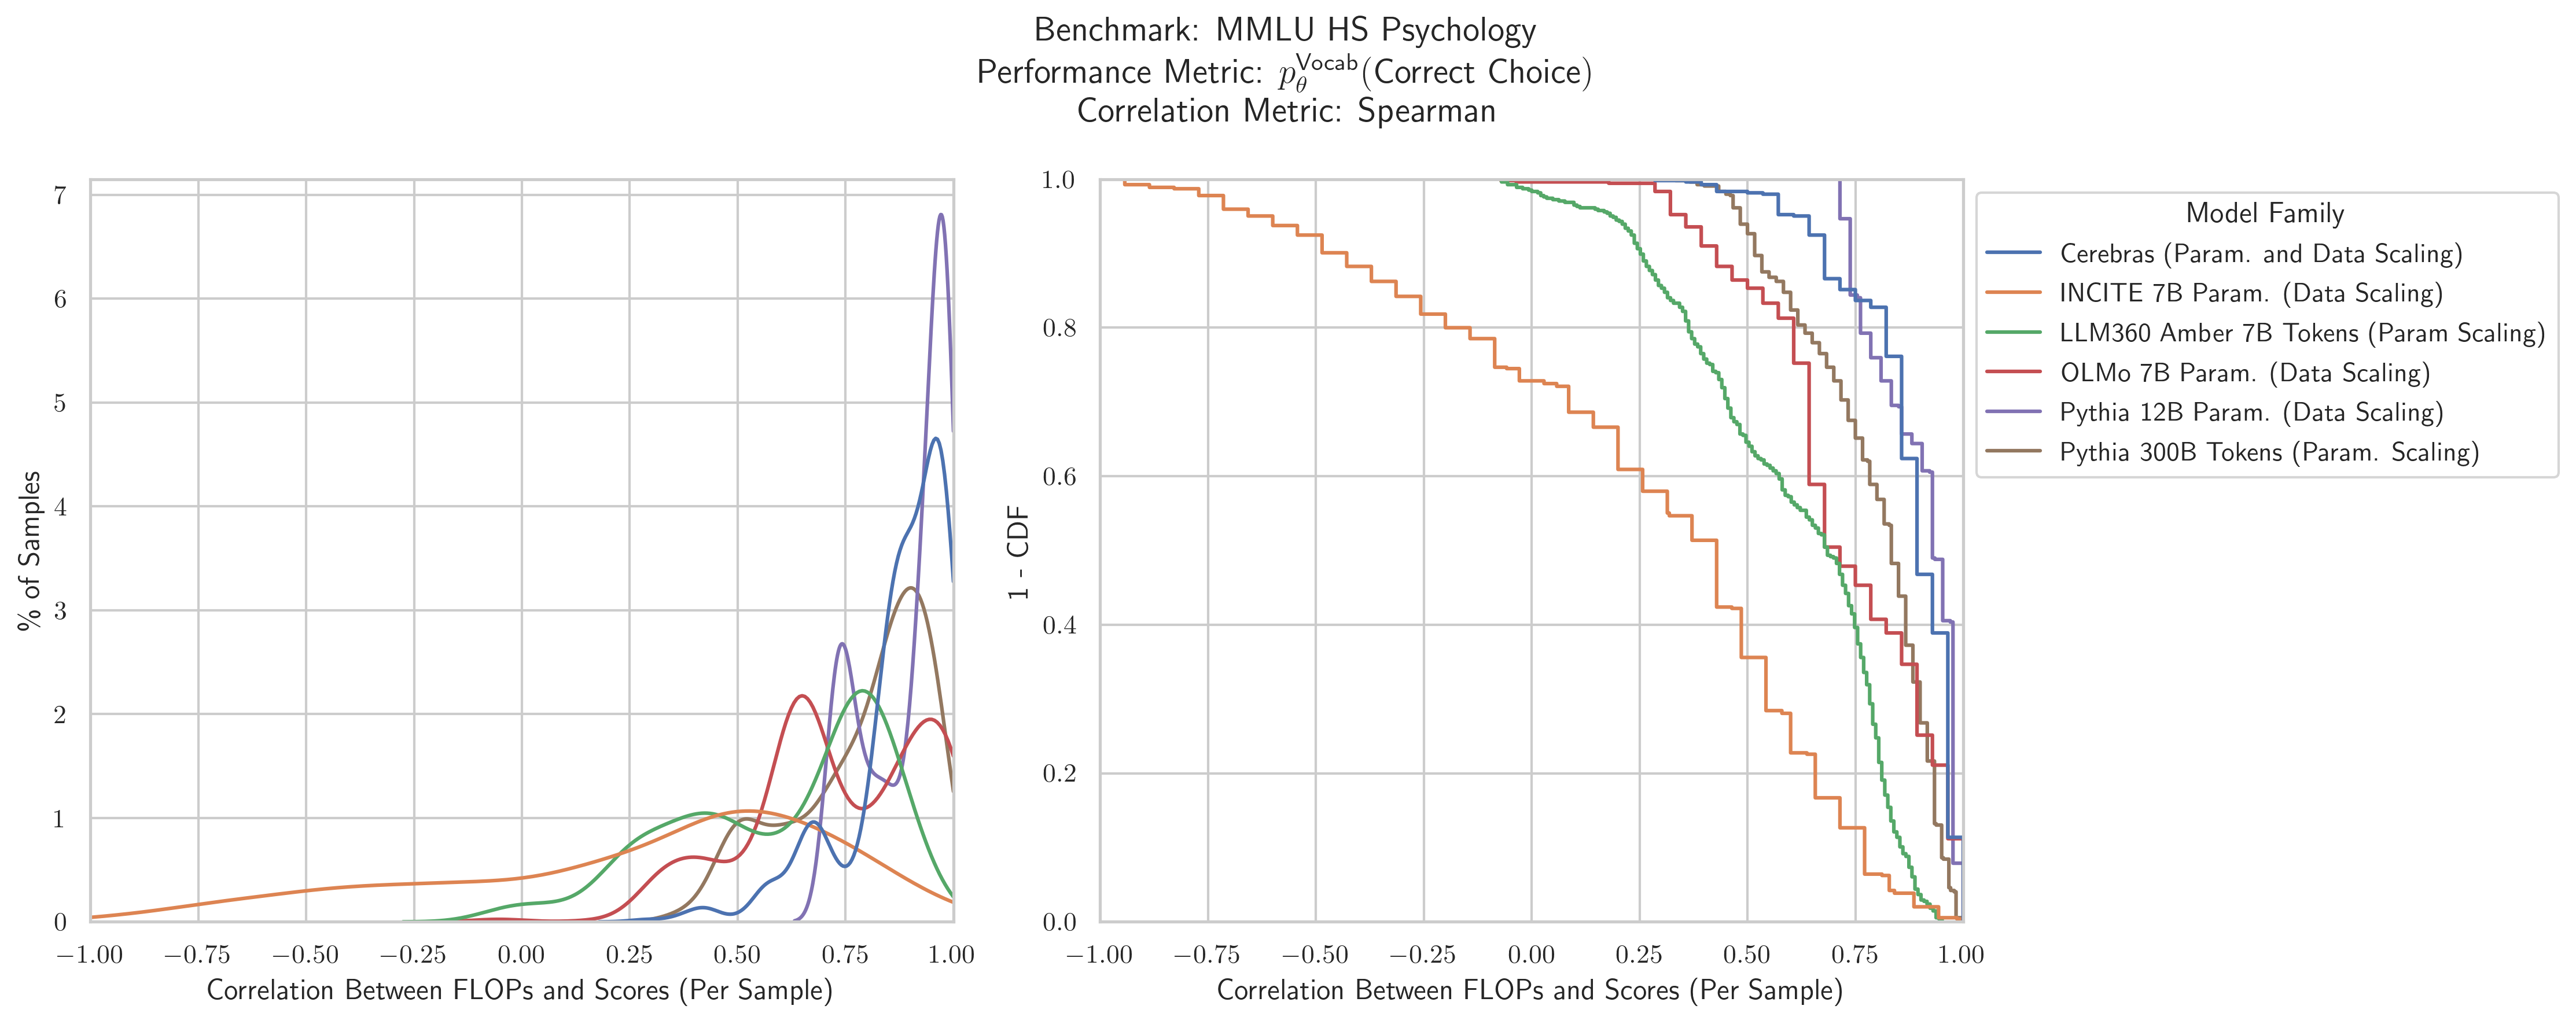 Benchmark: MMLU HS Psychology
Performance Metric: $p_\theta^{\text{Vocab}}$(Correct Choice)
Correlation Metric: Spearman
7
6
5
4
3
2
1
0
% of Samples
−1.00 −0.75 −0.50 −0.25 0.00 0.25 0.50 0.75 1.00
Correlation Between FLOPs and Scores (Per Sample)
1.0
0.8
0.6
0.4
0.2
0.0
1 - CDF
−1.00 −0.75 −0.50 −0.25 0.00 0.25 0.50 0.75 1.00
Correlation Between FLOPs and Scores (Per Sample)
Model Family
Cerebras (Param. and Data Scaling)
INCITE 7B Param. (Data Scaling)
LLM360 Amber 7B Tokens (Param Scaling)
OLMo 7B Param. (Data Scaling)
Pythia 12B Param. (Data Scaling)
Pythia 300B Tokens (Param. Scaling)